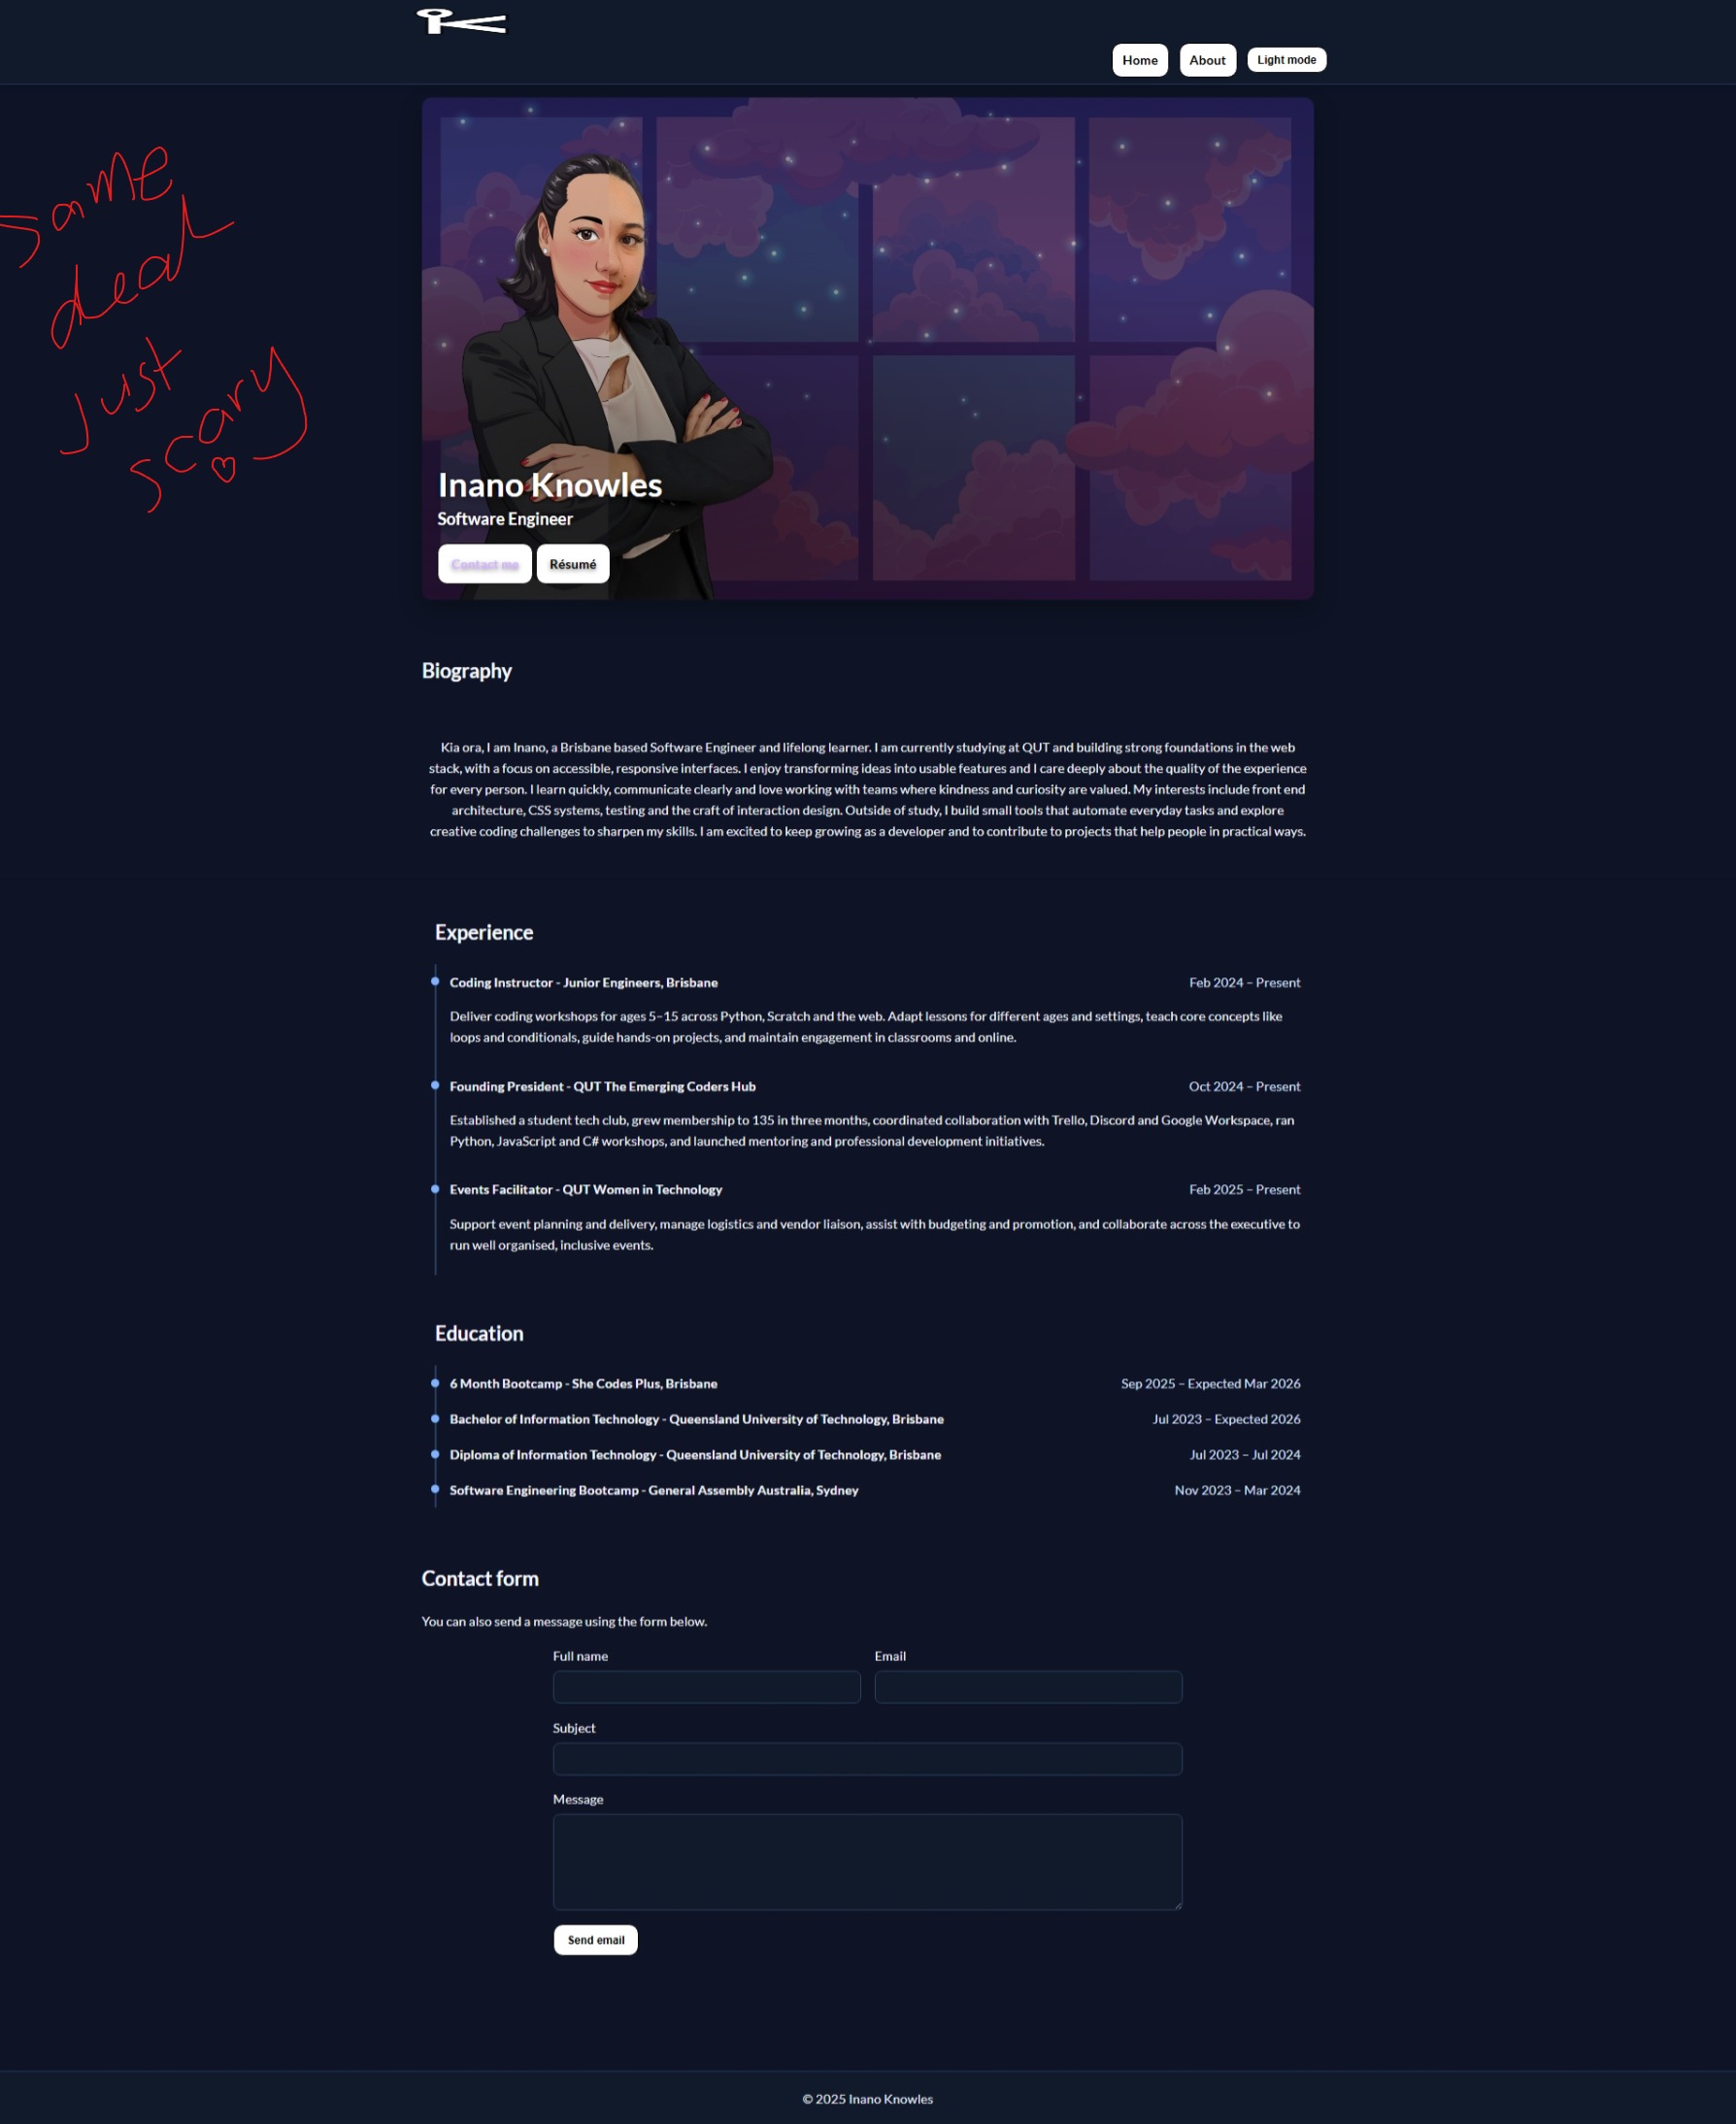 Home About Light mode
Same
deal
Just
scary
Inano Knowles
Software Engineer
Contact me Résumé
Biography
Kia ora, I am Inano, a Brisbane based Software Engineer and lifelong learner. I am currently studying at QUT and building strong foundations in the web
stack, with a focus on accessible, responsive interfaces. I enjoy transforming ideas into usable features and I care deeply about the quality of the experience
for every person. I learn quickly, communicate clearly and love working with teams where kindness and curiosity are valued. My interests include front end
architecture, CSS systems, testing and the craft of interaction design. Outside of study, I build small tools that automate everyday tasks and explore
creative coding challenges to sharpen my skills. I am excited to keep growing as a developer and to contribute to projects that help people in practical ways.
Experience
Coding Instructor - Junior Engineers, Brisbane Feb 2024 – Present
Deliver coding workshops for ages 5–15 across Python, Scratch and the web. Adapt lessons for different ages and settings, teach core concepts like
loops and conditionals, guide hands-on projects, and maintain engagement in classrooms and online.
Founding President - QUT The Emerging Coders Hub Oct 2024 – Present
Established a student tech club, grew membership to 135 in three months, coordinated collaboration with Trello, Discord and Google Workspace, ran
Python, JavaScript and C# workshops, and launched mentoring and professional development initiatives.
Events Facilitator - QUT Women in Technology Feb 2025 – Present
Support event planning and delivery, manage logistics and vendor liaison, assist with budgeting and promotion, and collaborate across the executive to
run well organised, inclusive events.
Education
6 Month Bootcamp - She Codes Plus, Brisbane Sep 2025 – Expected Mar 2026
Bachelor of Information Technology - Queensland University of Technology, Brisbane Jul 2023 – Expected 2026
Diploma of Information Technology - Queensland University of Technology, Brisbane Jul 2023 – Jul 2024
Software Engineering Bootcamp - General Assembly Australia, Sydney Nov 2023 – Mar 2024
Contact form
You can also send a message using the form below.
Full name Email
Subject
Message
Send email
© 2025 Inano Knowles